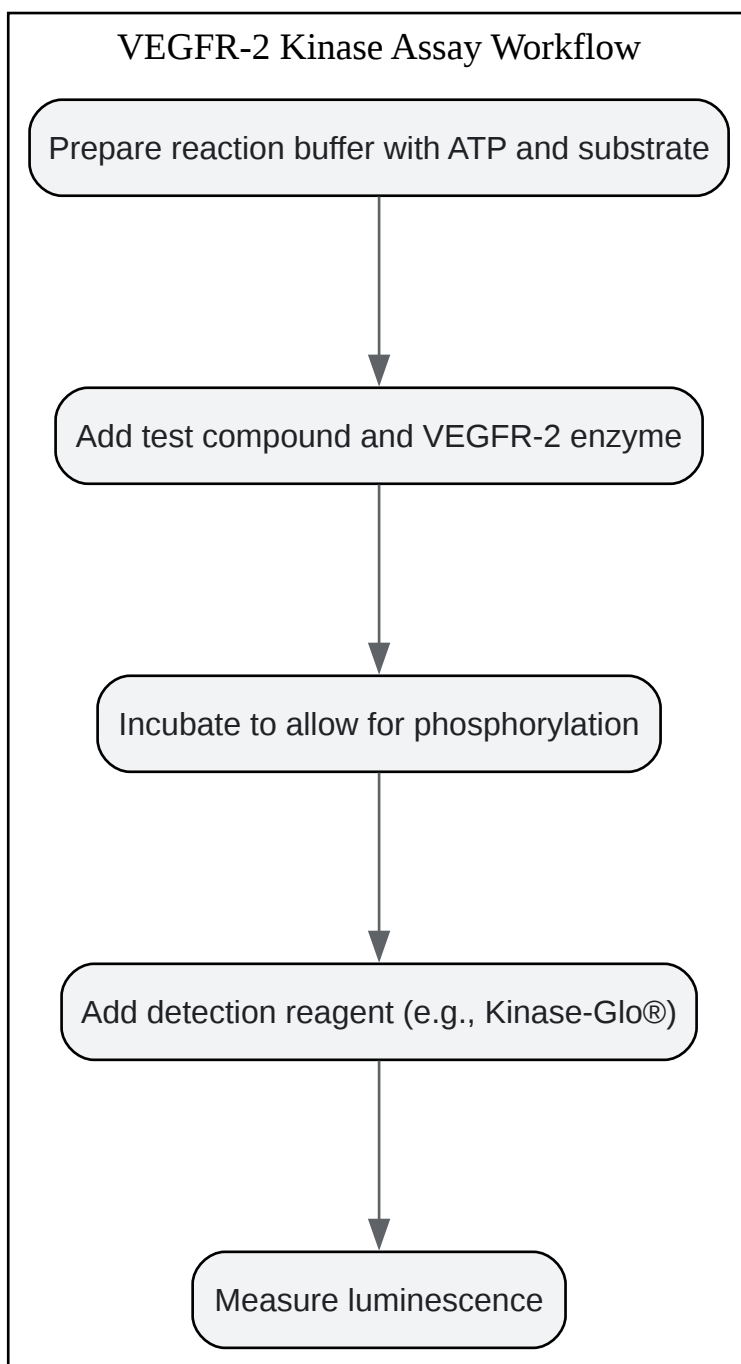 VEGFR-2 Kinase Assay Workflow
Prepare reaction buffer with ATP and substrate
Add test compound and VEGFR-2 enzyme
Incubate to allow for phosphorylation
Add detection reagent (e.g., Kinase-Glo®)
Measure luminescence